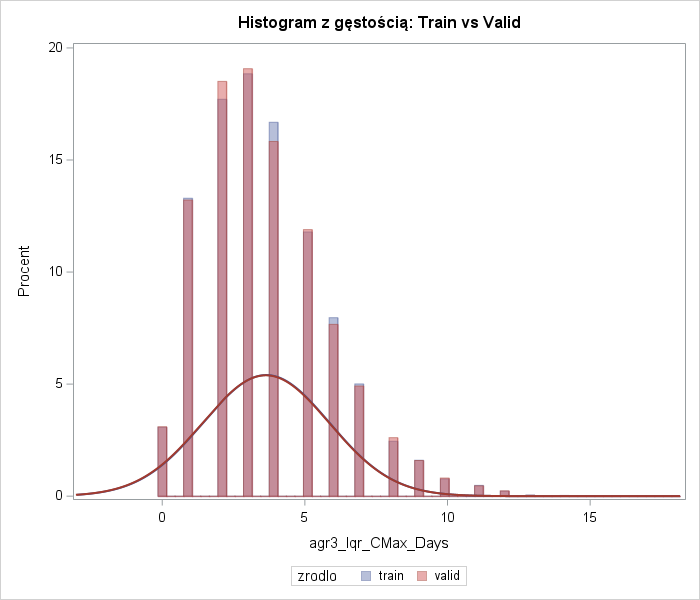 Histogram z gęstością: Train vs Valid
20
15
10
5
0
Procent
0 5 10 15
agr3_Iqr_CMax_Days
zrodlo train valid